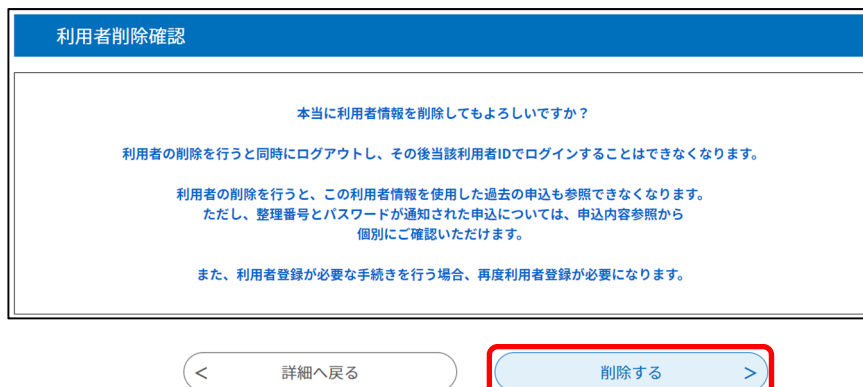 利用者削除確認
本当に利用者情報を削除してもよろしいですか？
利用者の削除を行うと同時にログアウトし、その後当該利用者IDでログインすることはできなくなります。
利用者の削除を行うと、この利用者情報を使用した過去の申込も参照できなくなります。
ただし、整理番号とパスワードが通知された申込については、申込内容参照から
個別にご確認いただけます。
また、利用者登録が必要な手続きを行う場合、再度利用者登録が必要になります。
< 詳細へ戻る
削除する >